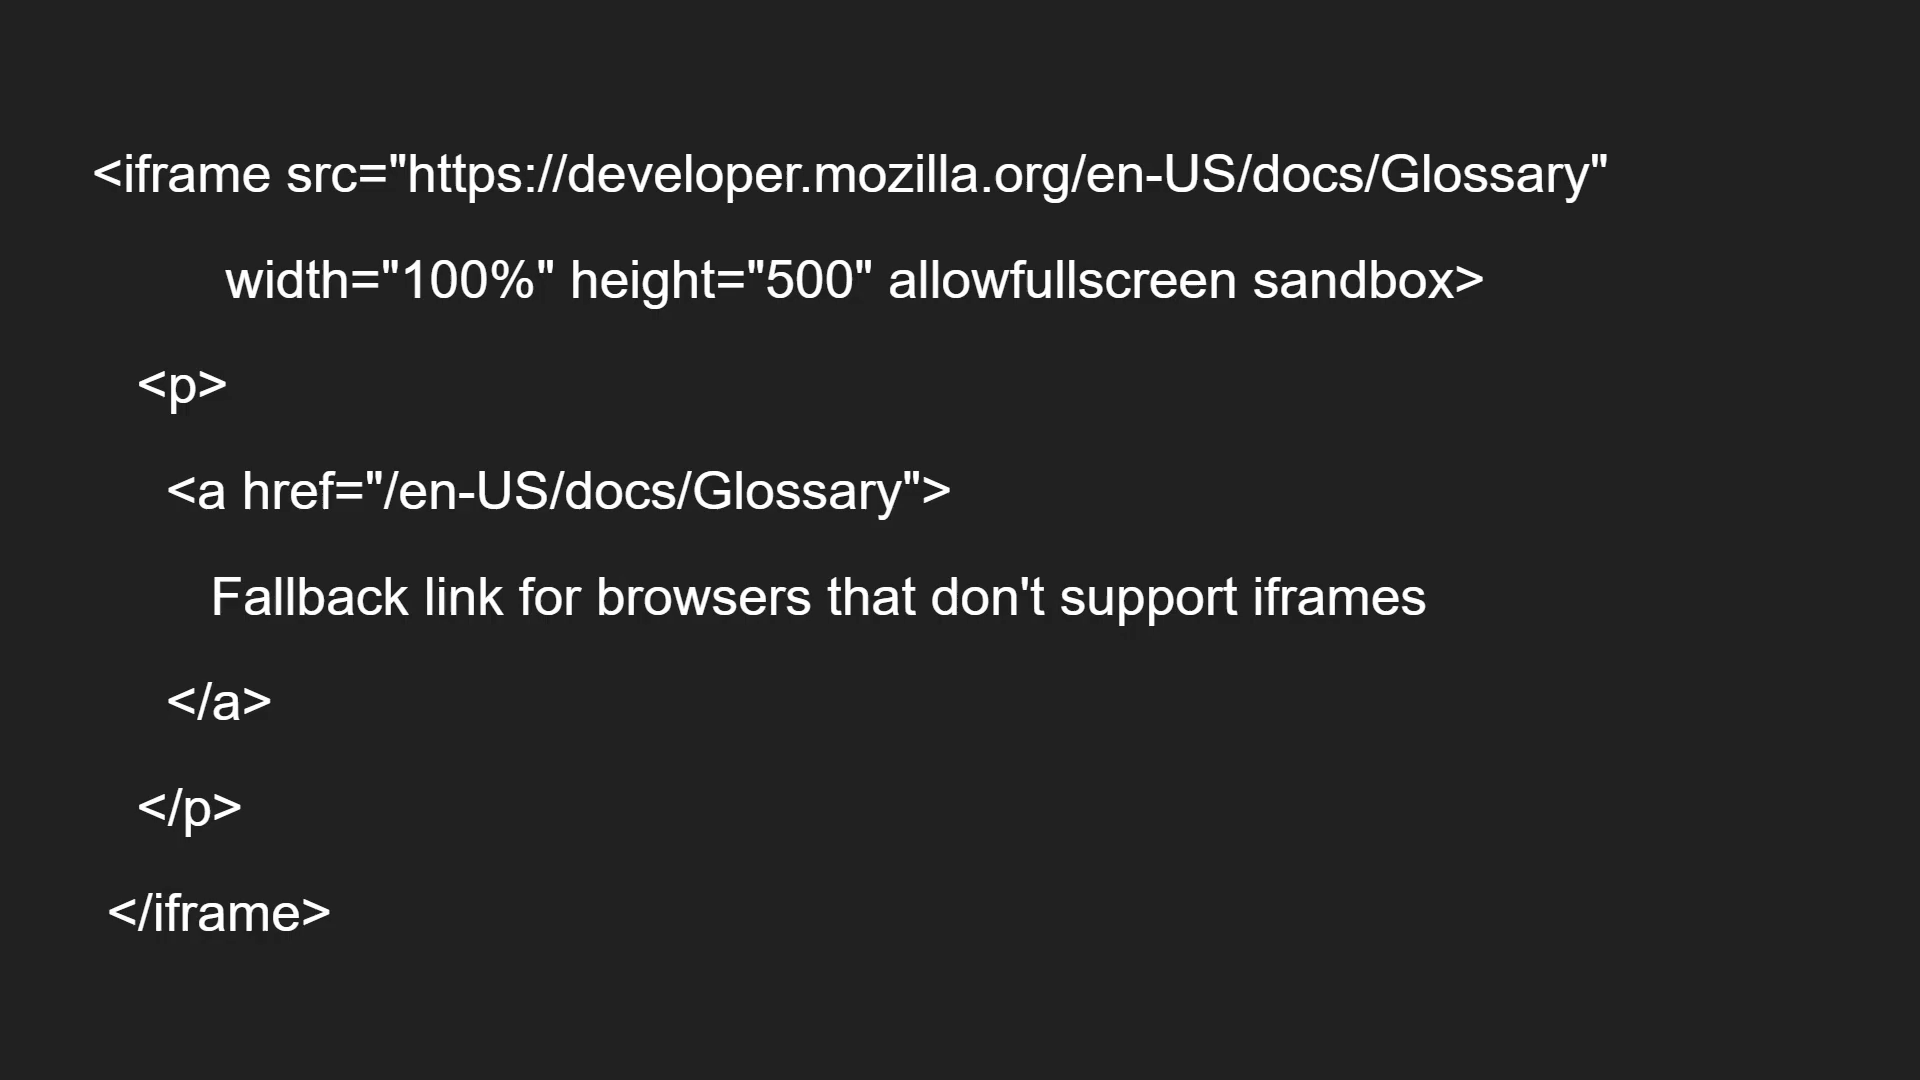 <iframe src="https://developer.mozilla.org/en-US/docs/Glossary"
width="100%" height="500" allowfullscreen sandbox>
<p>
<a href="/en-US/docs/Glossary">
Fallback link for browsers that don't support iframes
</a>
</p>
</iframe>